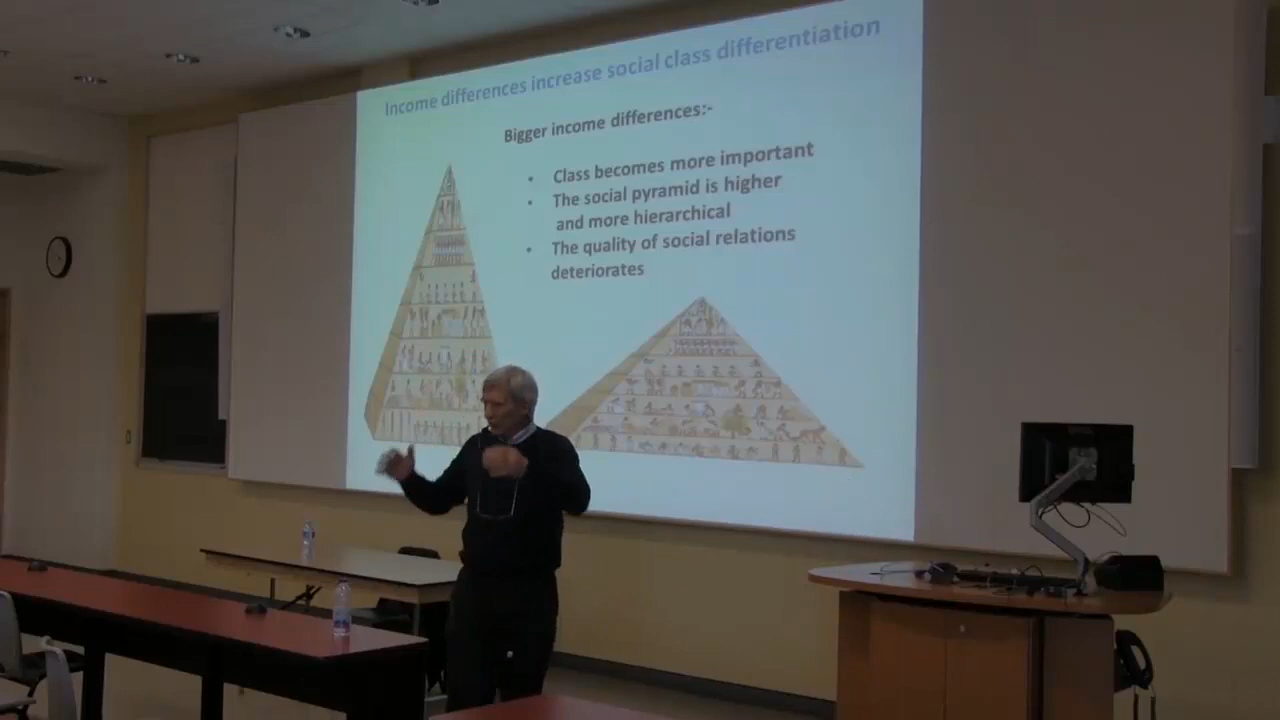 Income differences increase social class differentiation
Bigger income differences:-
• Class becomes more important
• The social pyramid is higher
and more hierarchical
• The quality of social relations
deteriorates